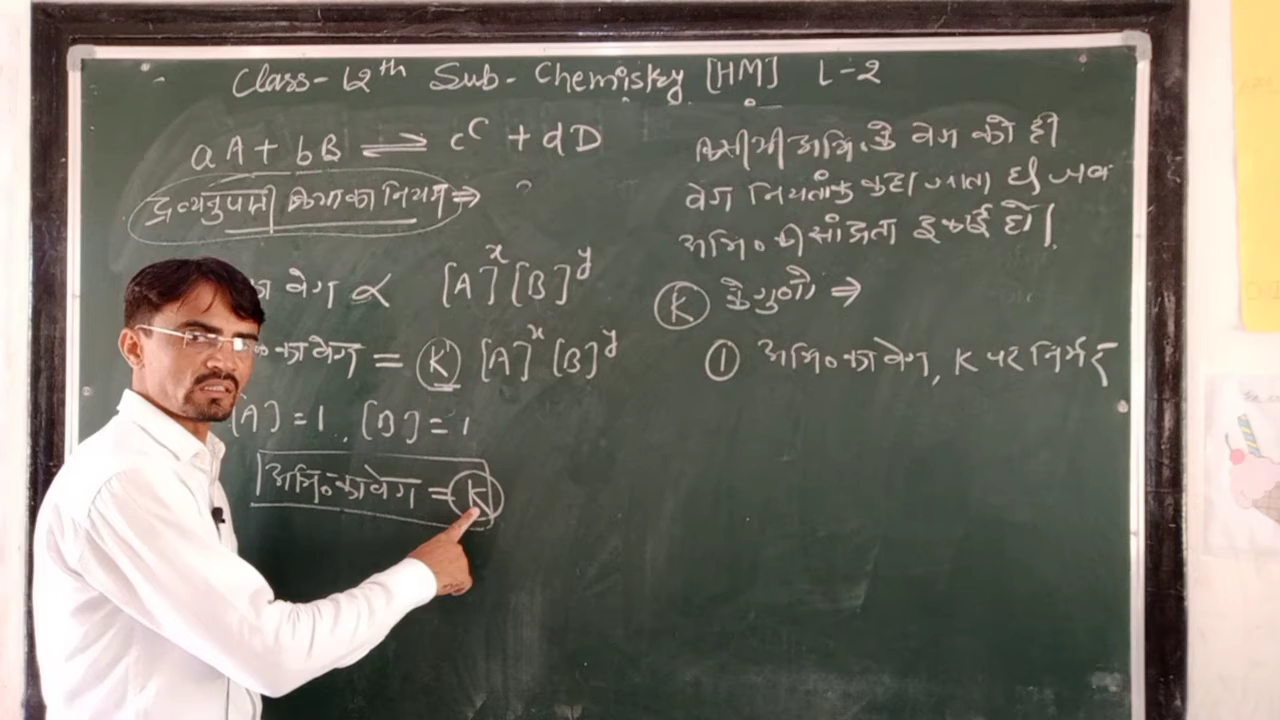 Class-12th Sub-Chemistry [HM] L-2
aA + bB ⇌ cC + dD
द्रव्यनुपाती क्रिया का नियम ⇒ ?
का वेग ∝ [A]^x [B]^y
का वेग = K [A]^x [B]^y
[A] = 1, [B] = 1
अभि० का वेग = K
किसी भी अभि. के वेग को ही
वेग नियतांक कहा जाता है जब
अभि० की सांद्रता इकाई हो।
K के गुणो ⇒
① अभि० का वेग, K पर निर्भर